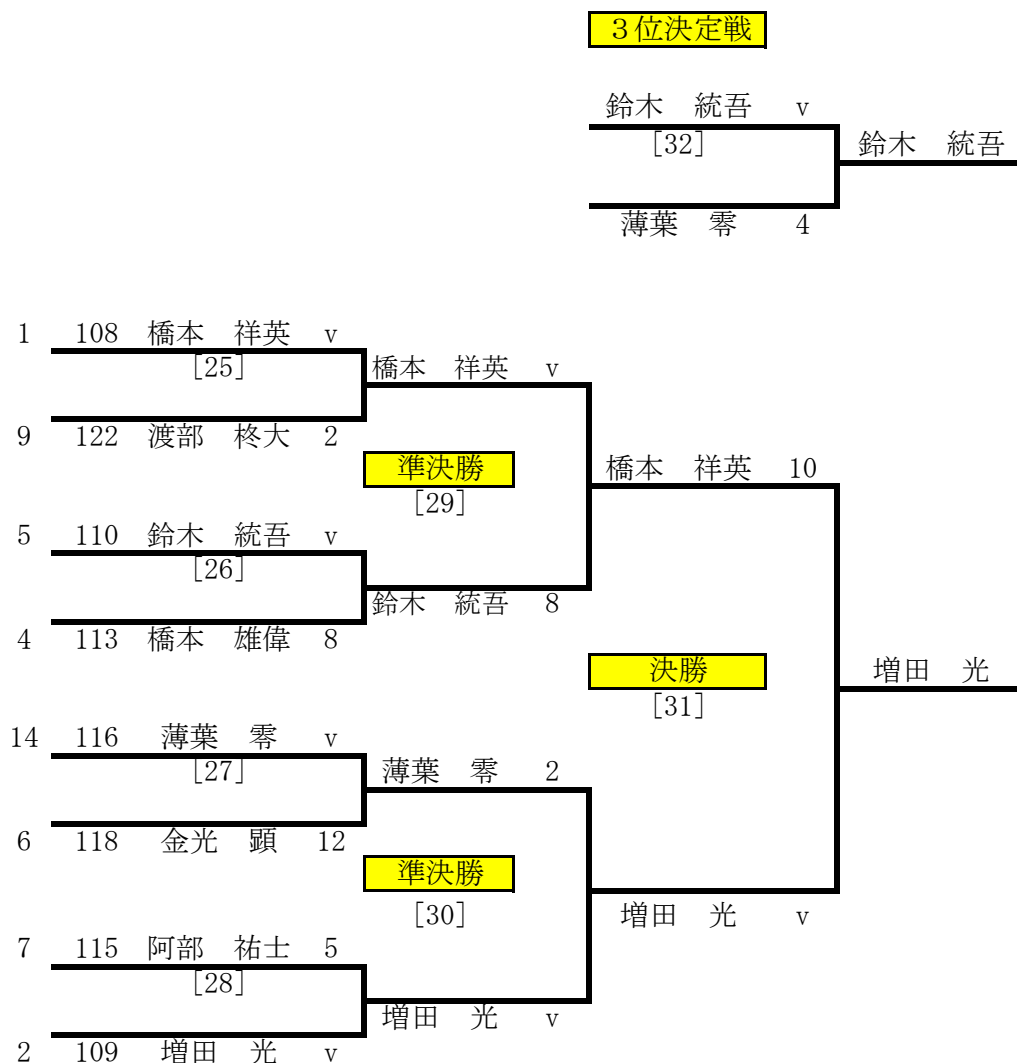 ３位決定戦
鈴木　統吾　v
[32]
鈴木　統吾
薄葉　零　4
1　108　橋本　祥英　v
[25]
橋本　祥英　v
9　122　渡部　柊大　2
準決勝
[29]
橋本　祥英　10
5　110　鈴木　統吾　v
[26]
鈴木　統吾　8
4　113　橋本　雄偉　8
決勝
[31]
増田　光
14　116　薄葉　零　v
[27]
薄葉　零　2
6　118　金光　顕　12
準決勝
[30]
増田　光　v
7　115　阿部　祐士　5
[28]
増田　光　v
2　109　増田　光　v